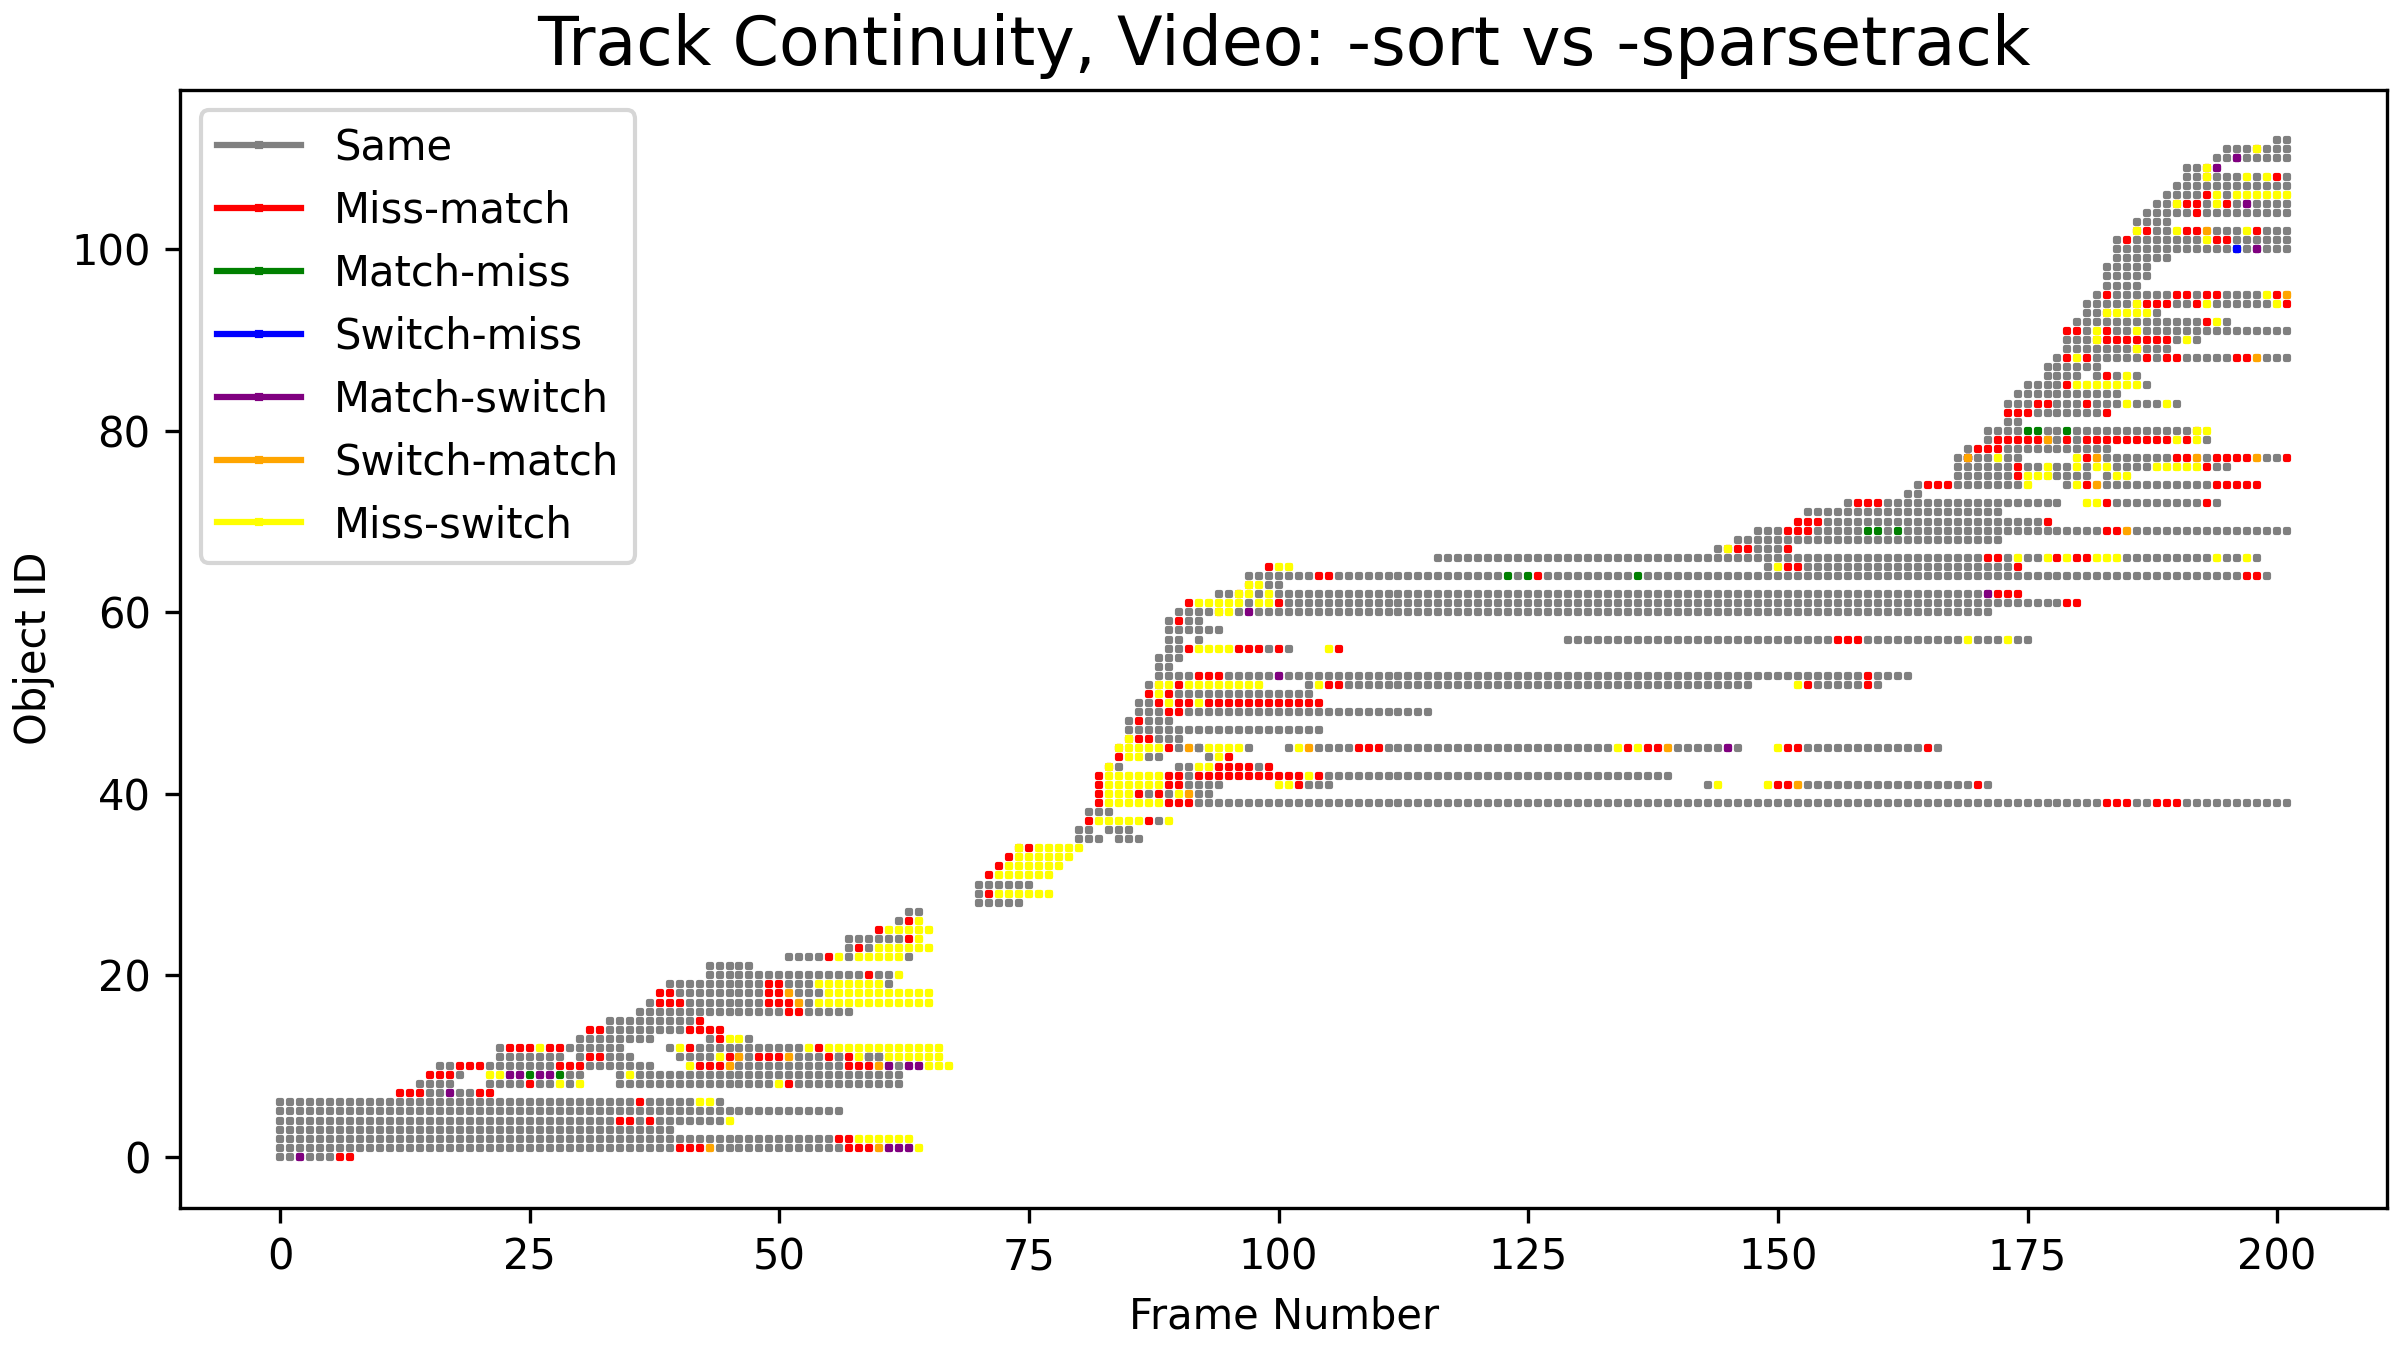 Track Continuity, Video: -sort vs -sparsetrack
Same
Miss-match
Match-miss
Switch-miss
Match-switch
Switch-match
Miss-switch
Object ID
100
80
60
40
20
0
0 25 50 75 100 125 150 175 200
Frame Number